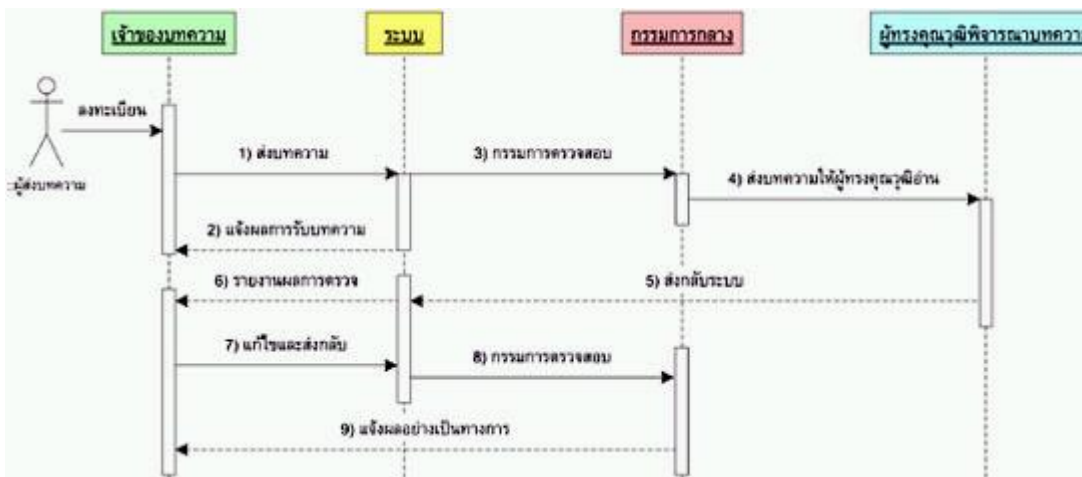 เจ้าของบทความ
ระบบ
กรรมการกลาง
ผู้ทรงคุณวุฒิพิจารณาบทความ
ลงทะเบียน
:ผู้ส่งบทความ
1) ส่งบทความ
3) กรรมการตรวจสอบ
4) ส่งบทความให้ผู้ทรงคุณวุฒิอ่าน
2) แจ้งผลการรับบทความ
6) รายงานผลการตรวจ
5) ส่งกลับระบบ
7) แก้ไขและส่งกลับ
8) กรรมการตรวจสอบ
9) แจ้งผลอย่างเป็นทางการ